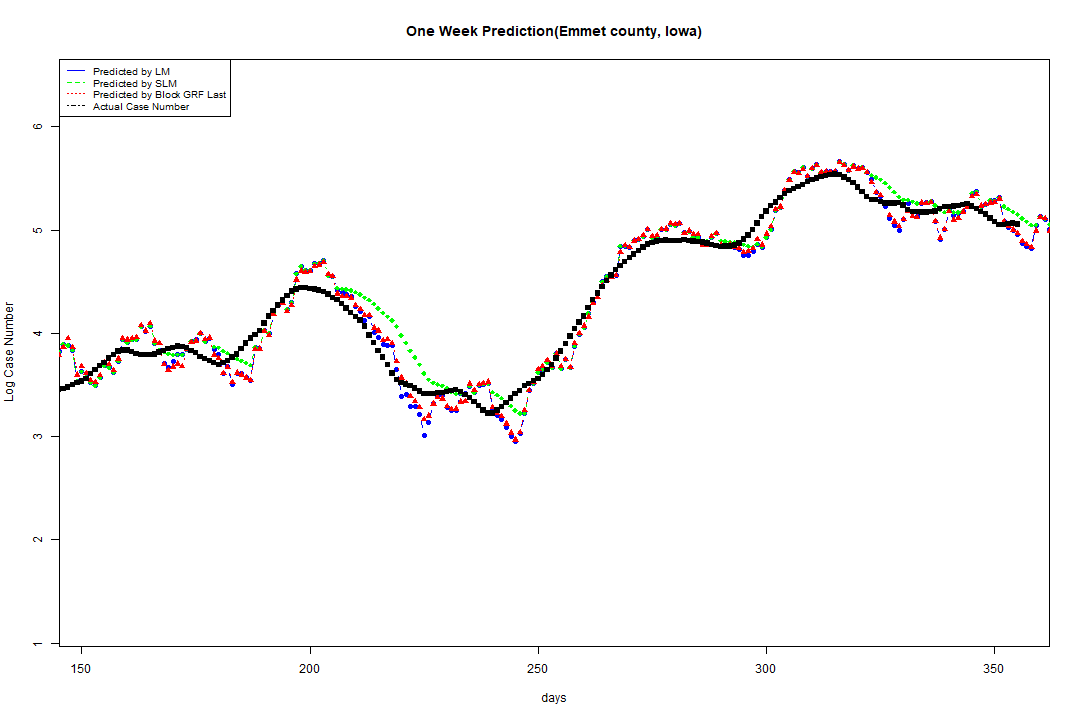 One Week Prediction(Emmet county, Iowa)
Predicted by LM
Predicted by SLM
Predicted by Block GRF Last
Actual Case Number
6
5
4
3
2
1
Log Case Number
150 200 250 300 350
days